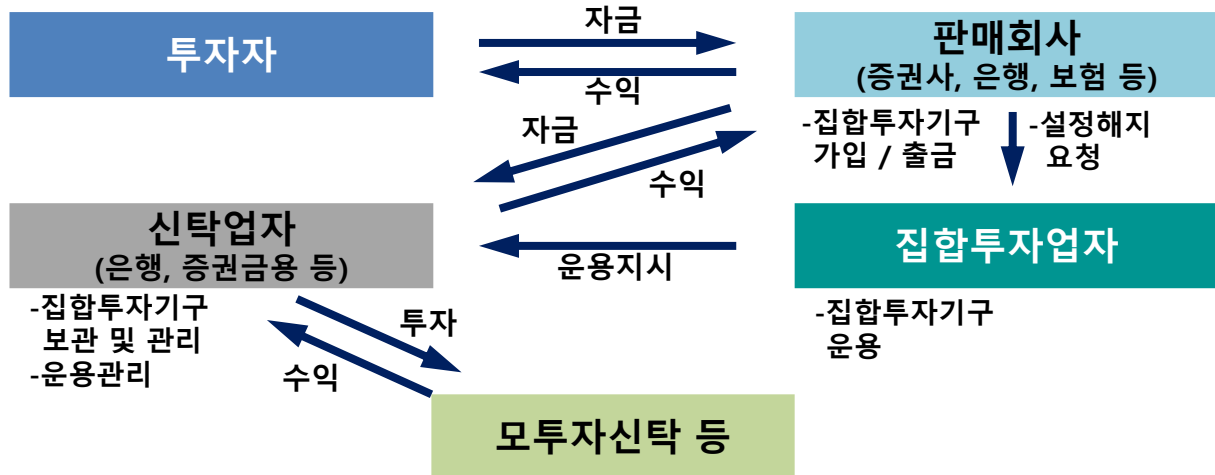 투자자
자금
수익
판매회사
(증권사, 은행, 보험 등)
-집합투자기구
가입 / 출금
-설정해지
요청
자금
수익
신탁업자
(은행, 증권금용 등)
-집합투자기구
보관 및 관리
-운용관리
운용지시
집합투자업자
-집합투자기구
운용
투자
수익
모투자신탁 등